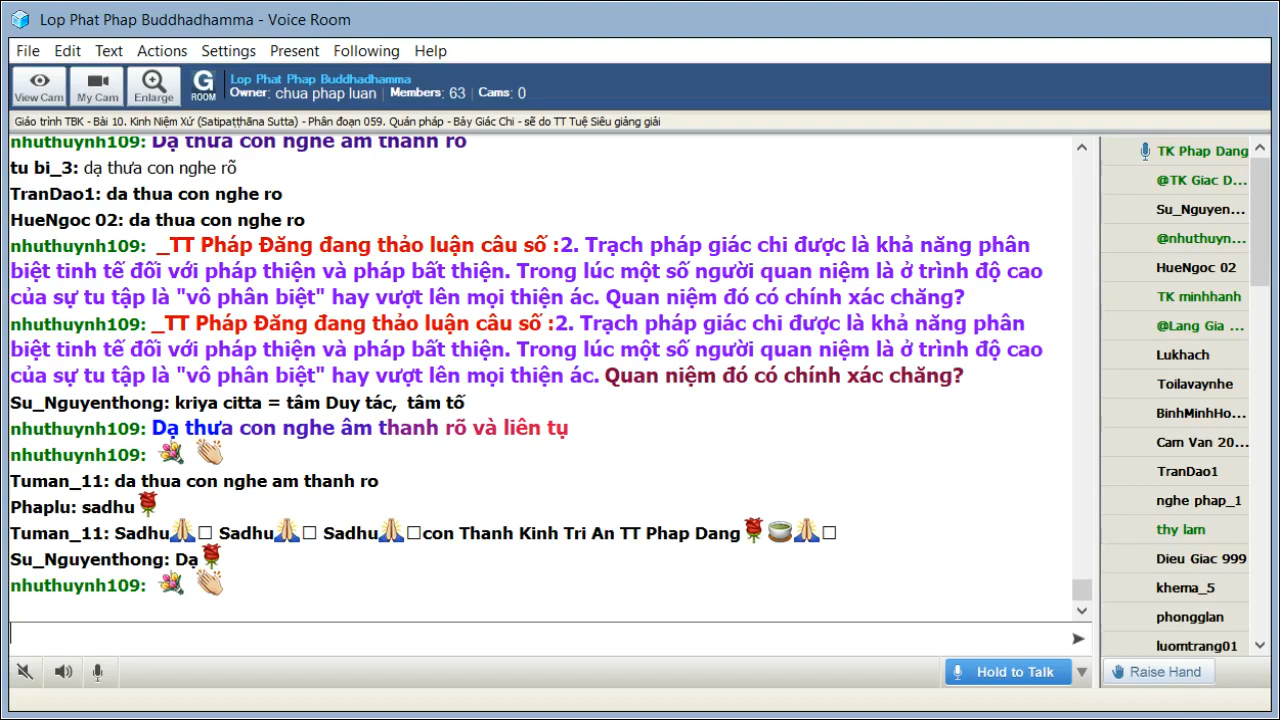 Lop Phat Phap Buddhadhamma - Voice Room
File Edit Text Actions Settings Present Following Help
View Cam My Cam Enlarge G ROOM
Lop Phat Phap Buddhadhamma
Owner: chua phap luan Members: 63 Cams: 0
Giáo trình TBK - Bài 10. Kinh Niệm Xứ (Satipaṭṭhāna Sutta) - Phân đoạn 059. Quán pháp - Bảy Giác Chi - sẽ do TT Tuệ Siêu giảng giải
nhuthuynh109: Dạ thưa con nghe âm thanh rõ
tu bi_3: dạ thưa con nghe rõ
TranDao1: da thua con nghe ro
HueNgoc 02: da thua con nghe ro
nhuthuynh109: _TT Pháp Đăng đang thảo luận câu số :2. Trạch pháp giác chi được là khả năng phân
biệt tinh tế đối với pháp thiện và pháp bất thiện. Trong lúc một số người quan niệm là ở trình độ cao
của sự tu tập là "vô phân biệt" hay vượt lên mọi thiện ác. Quan niệm đó có chính xác chăng?
nhuthuynh109: _TT Pháp Đăng đang thảo luận câu số :2. Trạch pháp giác chi được là khả năng phân
biệt tinh tế đối với pháp thiện và pháp bất thiện. Trong lúc một số người quan niệm là ở trình độ cao
của sự tu tập là "vô phân biệt" hay vượt lên mọi thiện ác. Quan niệm đó có chính xác chăng?
Su_Nguyenthong: kriya citta = tâm Duy tác, tâm tố
nhuthuynh109: Dạ thưa con nghe âm thanh rõ và liên tụ
nhuthuynh109: 💐 👏
Tuman_11: da thua con nghe am thanh ro
Phaplu: sadhu🌹
Tuman_11: Sadhu🙏□ Sadhu🙏□ Sadhu🙏□con Thanh Kinh Tri An TT Phap Dang🌹🍵🙏□
Su_Nguyenthong: Dạ🌹
nhuthuynh109: 💐 👏
Hold to Talk
TK Phap Dang
@TK Giac D...
Su_Nguyen...
@nhuthuyn...
HueNgoc 02
TK minhhanh
@Lang Gia ...
Lukhach
Toilavaynhe
BinhMinhHo...
Cam Van 20...
TranDao1
nghe phap_1
thy lam
Dieu Giac 999
khema_5
phongglan
luomtrang01
Raise Hand